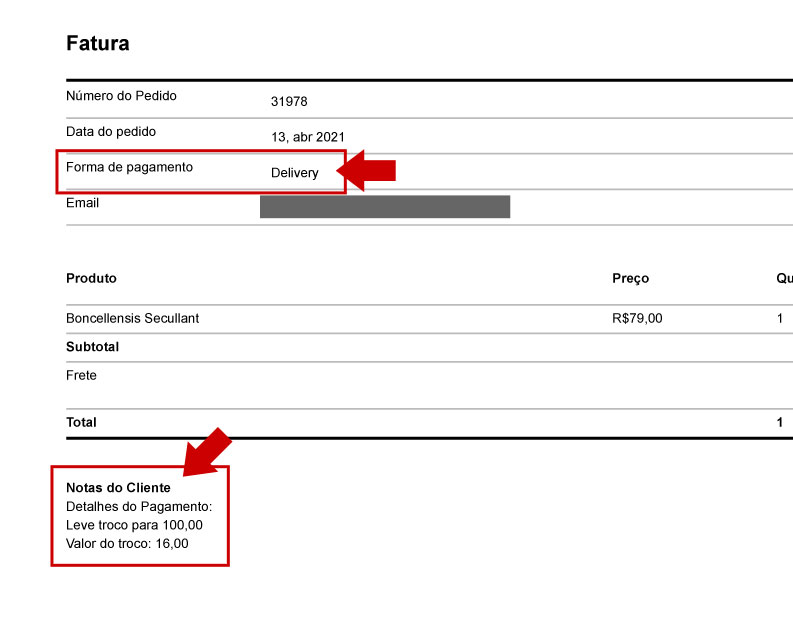 Fatura
Número do Pedido 31978
Data do pedido 13, abr 2021
Forma de pagamento Delivery
Email
Produto Preço Qu
Boncellensis Secullant R$79,00 1
Subtotal
Frete
Total 1
Notas do Cliente
Detalhes do Pagamento:
Leve troco para 100,00
Valor do troco: 16,00